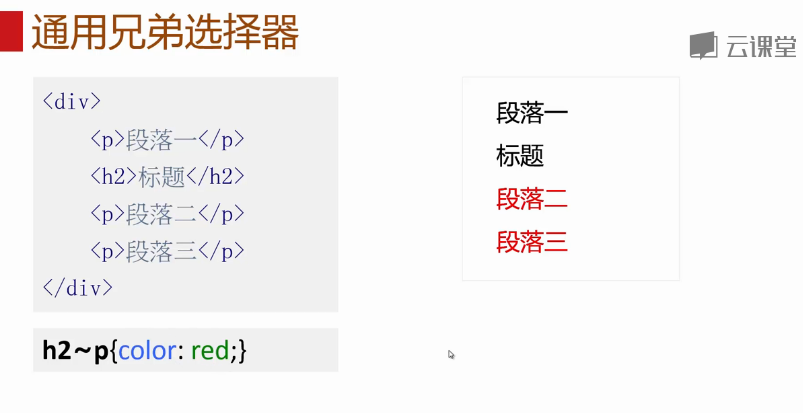 通用兄弟选择器
云课堂
<div>
<p>段落一</p>
<h2>标题</h2>
<p>段落二</p>
<p>段落三</p>
</div>
h2~p{color: red;}
段落一
标题
段落二
段落三